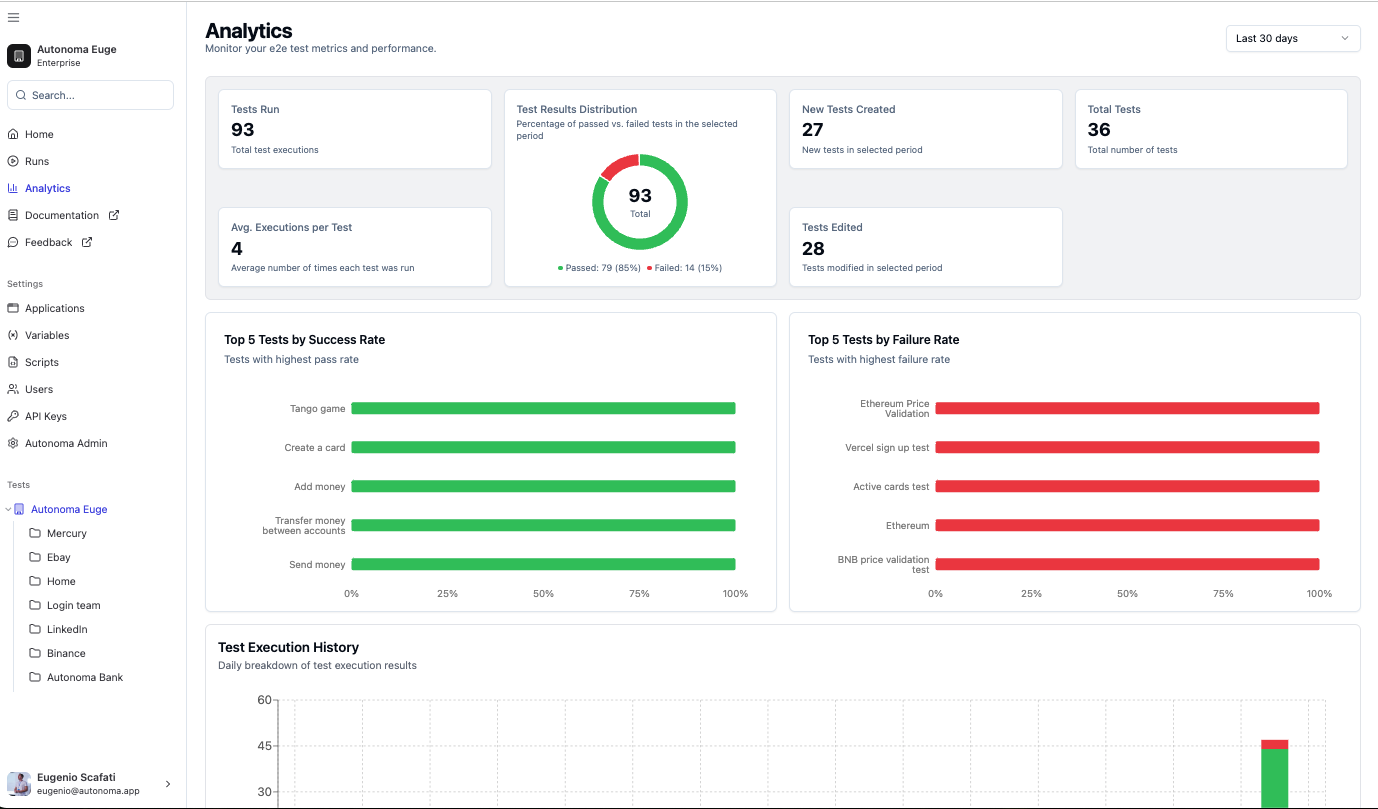 Autonoma Euge
Enterprise
Search...
Home
Runs
Analytics
Documentation
Feedback
Settings
Applications
Variables
Scripts
Users
API Keys
Autonoma Admin
Tests
Autonoma Euge
Mercury
Ebay
Home
Login team
LinkedIn
Binance
Autonoma Bank
Eugenio Scafati
eugenio@autonoma.app
Analytics
Monitor your e2e test metrics and performance.
Last 30 days
Tests Run
93
Total test executions
Test Results Distribution
Percentage of passed vs. failed tests in the selected
period
93
Total
Passed: 79 (85%) Failed: 14 (15%)
New Tests Created
27
New tests in selected period
Total Tests
36
Total number of tests
Avg. Executions per Test
4
Average number of times each test was run
Tests Edited
28
Tests modified in selected period
Top 5 Tests by Success Rate
Tests with highest pass rate
Tango game
Create a card
Add money
Transfer money
between accounts
Send money
0% 25% 50% 75% 100%
Top 5 Tests by Failure Rate
Tests with highest failure rate
Ethereum Price
Validation
Vercel sign up test
Active cards test
Ethereum
BNB price validation
test
0% 25% 50% 75% 100%
Test Execution History
Daily breakdown of test execution results
60
45
30